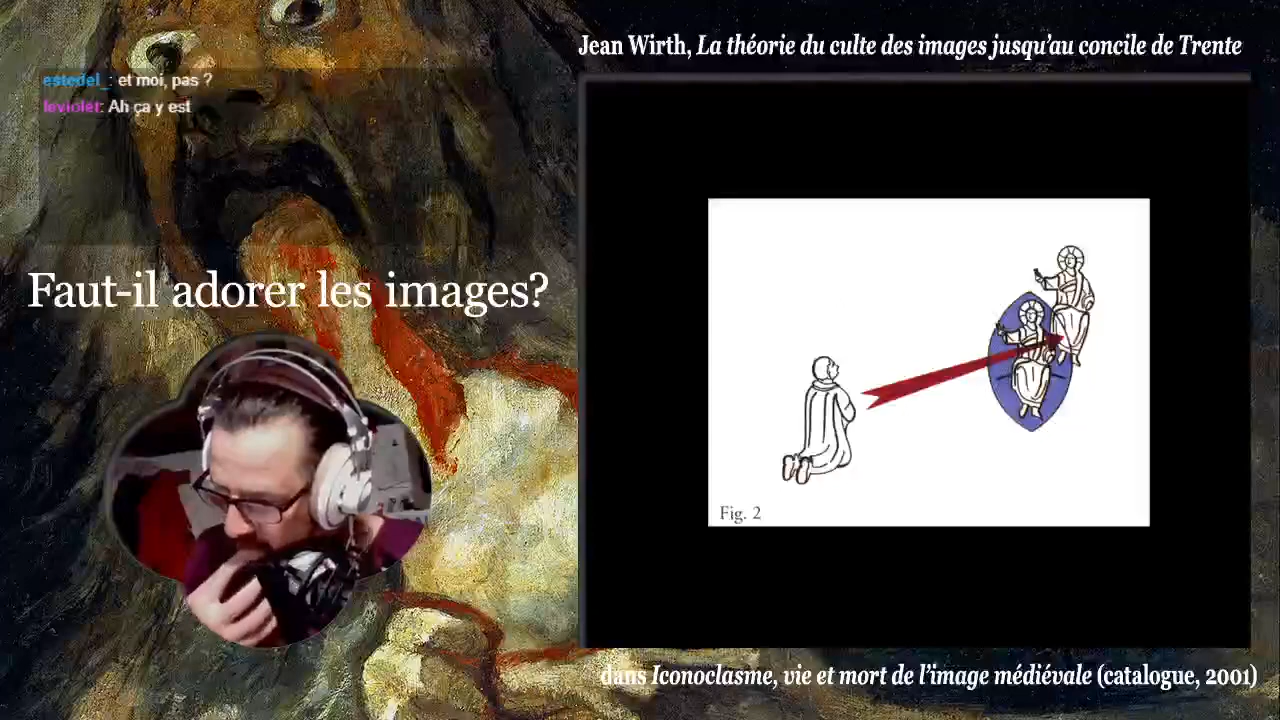 Jean Wirth, La théorie du culte des images jusqu'au concile de Trente
estedel_: et moi, pas ?
leviolet: Ah ça y est
Faut-il adorer les images?
Fig. 2
dans Iconoclasme, vie et mort de l'image médiévale (catalogue, 2001)